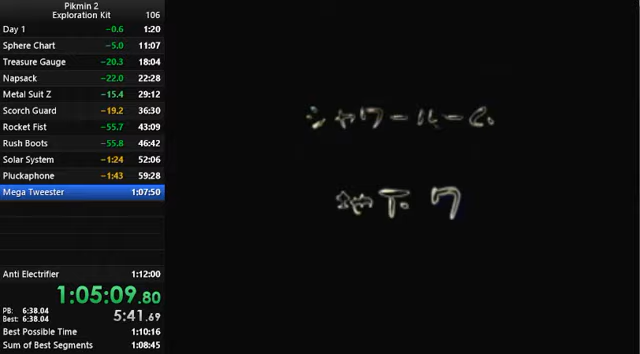 Pikmin 2
Exploration Kit 106
Day 1 −0.6 1:20
Sphere Chart −5.0 11:07
Treasure Gauge −20.3 18:04
Napsack −22.0 22:28
Metal Suit Z −15.4 29:12
Scorch Guard −19.2 36:30
Rocket Fist −55.7 43:09
Rush Boots −55.8 46:42
Solar System −1:24 52:06
Pluckaphone −1:43 59:28
Mega Tweester 1:07:50
Anti Electrifier 1:12:00
1:05:09.80
PB: 6:38.04
Best: 6:38.04
5:41.69
Best Possible Time 1:10:16
Sum of Best Segments 1:08:45
シャワールーム
地下 7